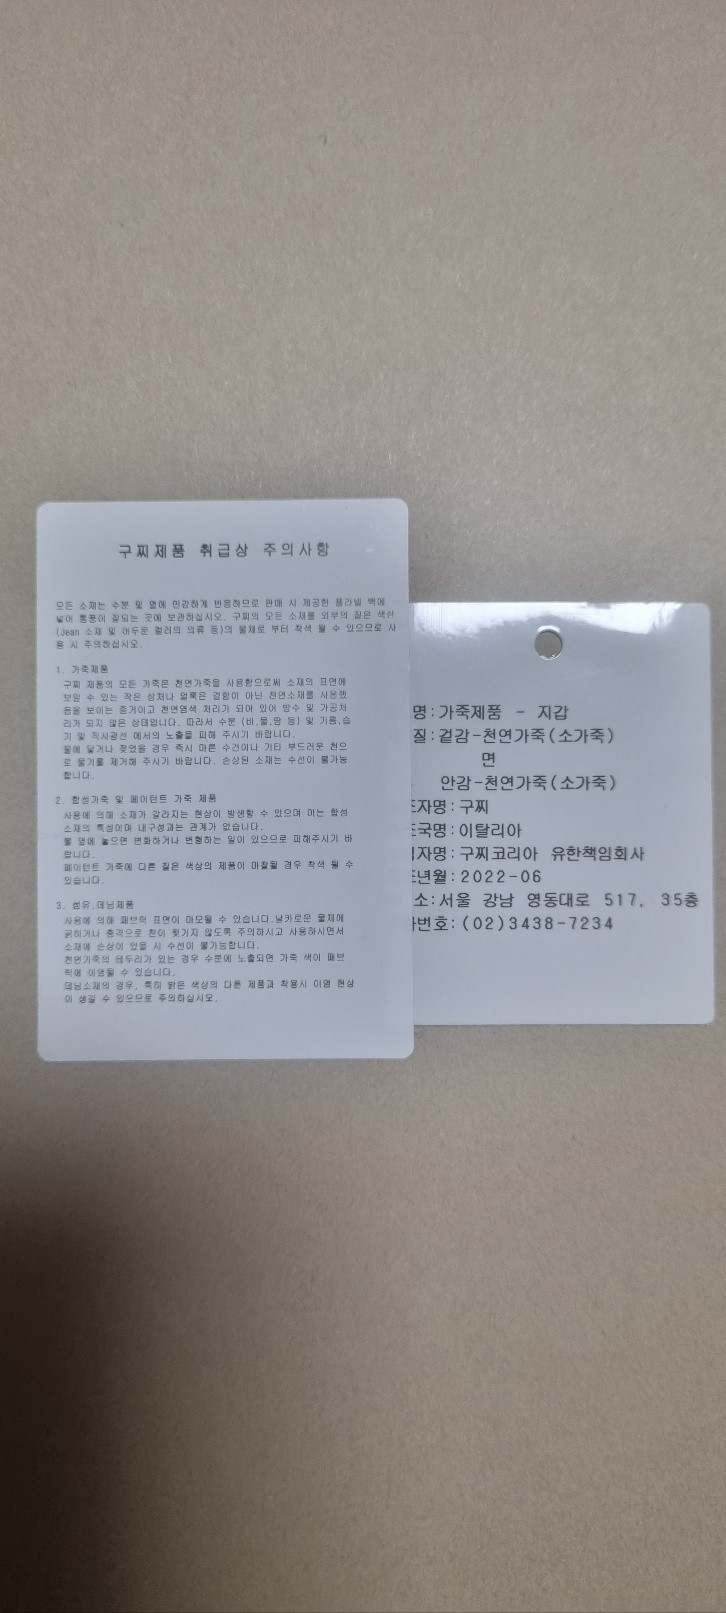 구찌제품 취급상 주의사항
모든 소재는 수분 및 열에 민감하게 반응하므로 판매 시 제공한 플라넬 백에
넣어 통풍이 잘되는 곳에 보관하십시오. 구찌의 모든 소재를 외부의 짙은 색상
(Jean 소재 및 어두운 컬러의 의류 등)의 물체로 부터 착색 될 수 있으므로 사
용 시 주의하십시오.
1. 가죽제품
구찌 제품의 모든 가죽은 천연가죽을 사용함으로써 소재의 표면에
보일 수 있는 작은 상처나 얼룩은 결함이 아닌 천연소재를 사용했
음을 보이는 증거이고 천연염색 처리가 되어 있어 방수 및 가공처
리가 되지 않은 상태입니다. 따라서 수분 (비,물,땀 등) 및 기름,습
기 및 직사광선 에서의 노출을 피해 주시기 바랍니다.
물에 닿거나 젖었을 경우 즉시 마른 수건이나 기타 부드러운 천으
로 물기를 제거해 주시기 바랍니다. 손상된 소재는 수선이 불가능
합니다.
2. 합성가죽 및 페이턴트 가죽 제품
사용에 의해 소재가 갈라지는 현상이 발생할 수 있으며 이는 합성
소재의 특성이며 내구성과는 관계가 없습니다.
불 옆에 놓으면 변화하거나 변형하는 일이 있으므로 피해주시기 바
랍니다.
페이턴트 가죽에 다른 짙은 색상의 제품이 마찰될 경우 착색 될 수
있습니다.
3. 섬유,데님제품
사용에 의해 패브릭 표면이 마모될 수 있습니다.날카로운 물체에
긁히거나 충격으로 천이 찢기지 않도록 주의하시고 사용하시면서
소재에 손상이 있을 시 수선이 불가능합니다.
천연가죽의 테두리가 있는 경우 수분에 노출되면 가죽 색이 패브
릭에 이염될 수 있습니다.
데님소재의 경우, 특히 밝은 색상의 다른 제품과 착용시 이염 현상
이 생길 수 있으므로 주의하십시오.
명:가죽제품 - 지갑
질:겉감-천연가죽(소가죽)
면
안감-천연가죽(소가죽)
조자명:구찌
조국명:이탈리아
자명:구찌코리아 유한책임회사
조년월:2022-06
소:서울 강남 영동대로 517, 35층
번호:(02)3438-7234